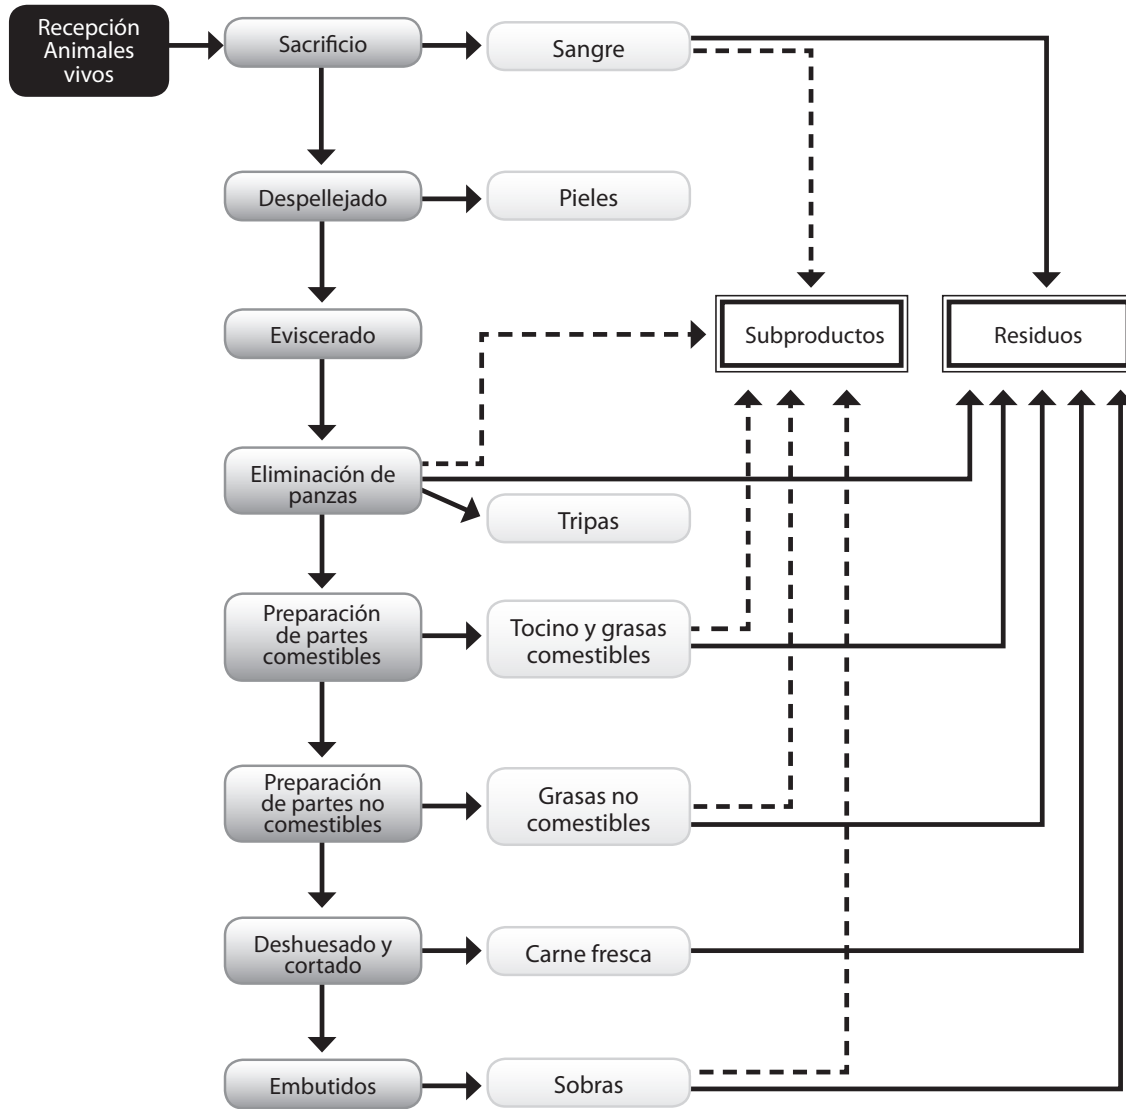 Recepción
Animales
vivos
Sacrificio
Sangre
Despellejado
Pieles
Eviscerado
Subproductos
Residuos
Eliminación de
panzas
Tripas
Preparación
de partes
comestibles
Tocino y grasas
comestibles
Preparación
de partes no
comestibles
Grasas no
comestibles
Deshuesado y
cortado
Carne fresca
Embutidos
Sobras